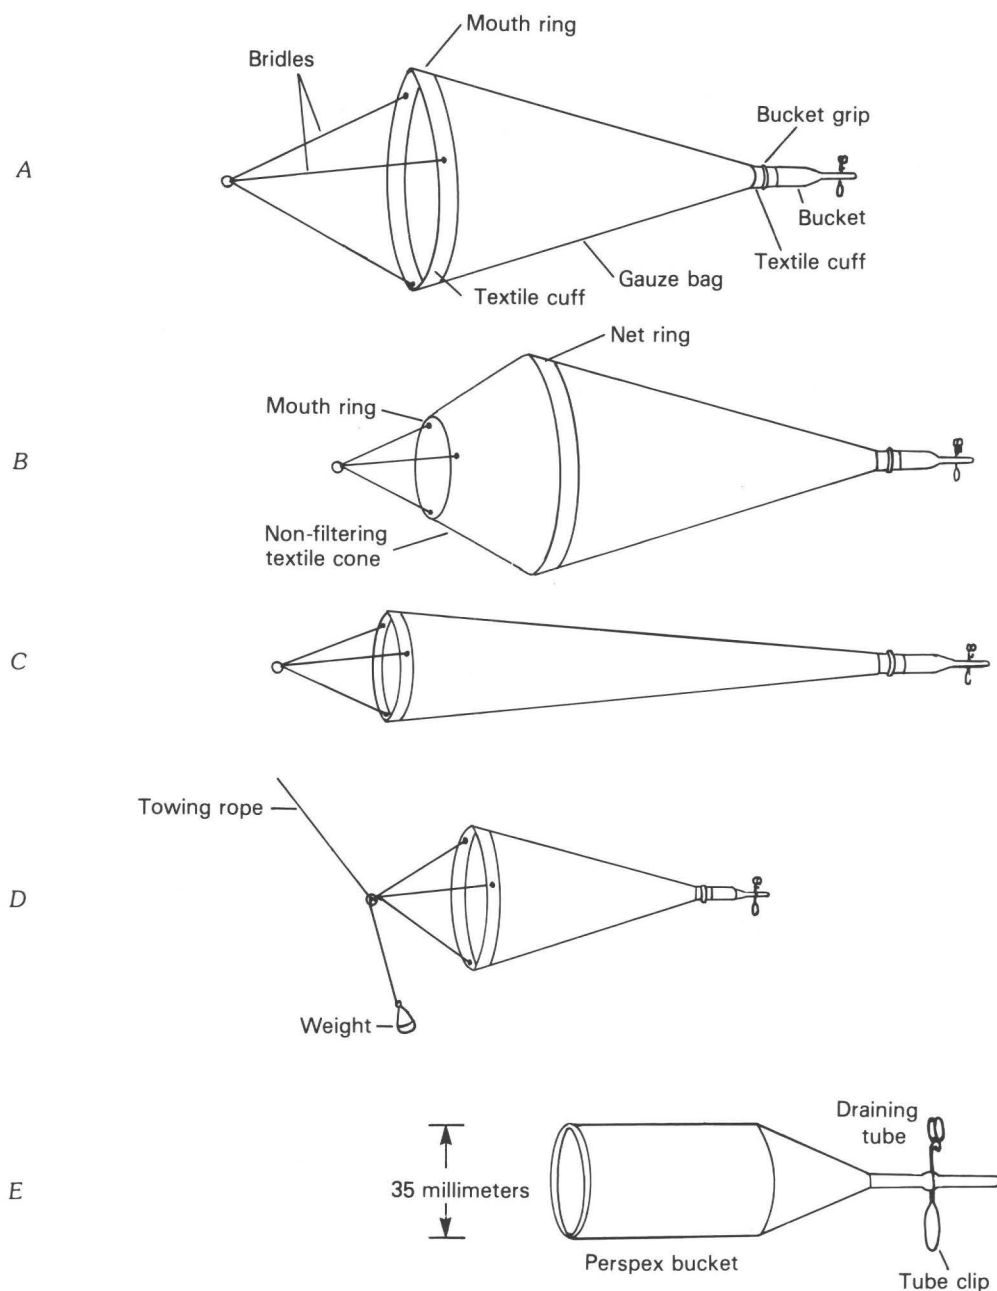 Mouth ring
Bridles
Bucket grip
A
Bucket
Textile cuff
Gauze bag
Textile cuff
Net ring
Mouth ring
B
Non-filtering
textile cone
C
Towing rope
D
Weight
Draining
tube
E
35 millimeters
Perspex bucket
Tube clip